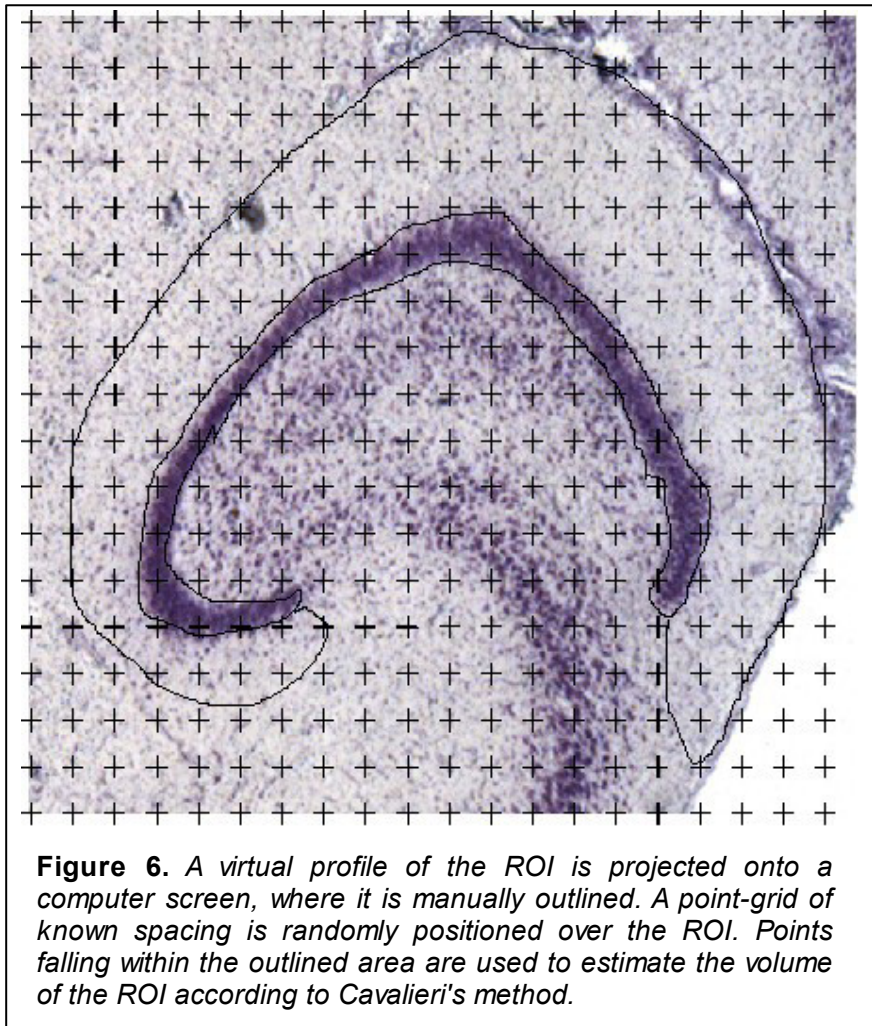 Figure 6. A virtual profile of the ROI is projected onto a
computer screen, where it is manually outlined. A point-grid of
known spacing is randomly positioned over the ROI. Points
falling within the outlined area are used to estimate the volume
of the ROI according to Cavalieri's method.